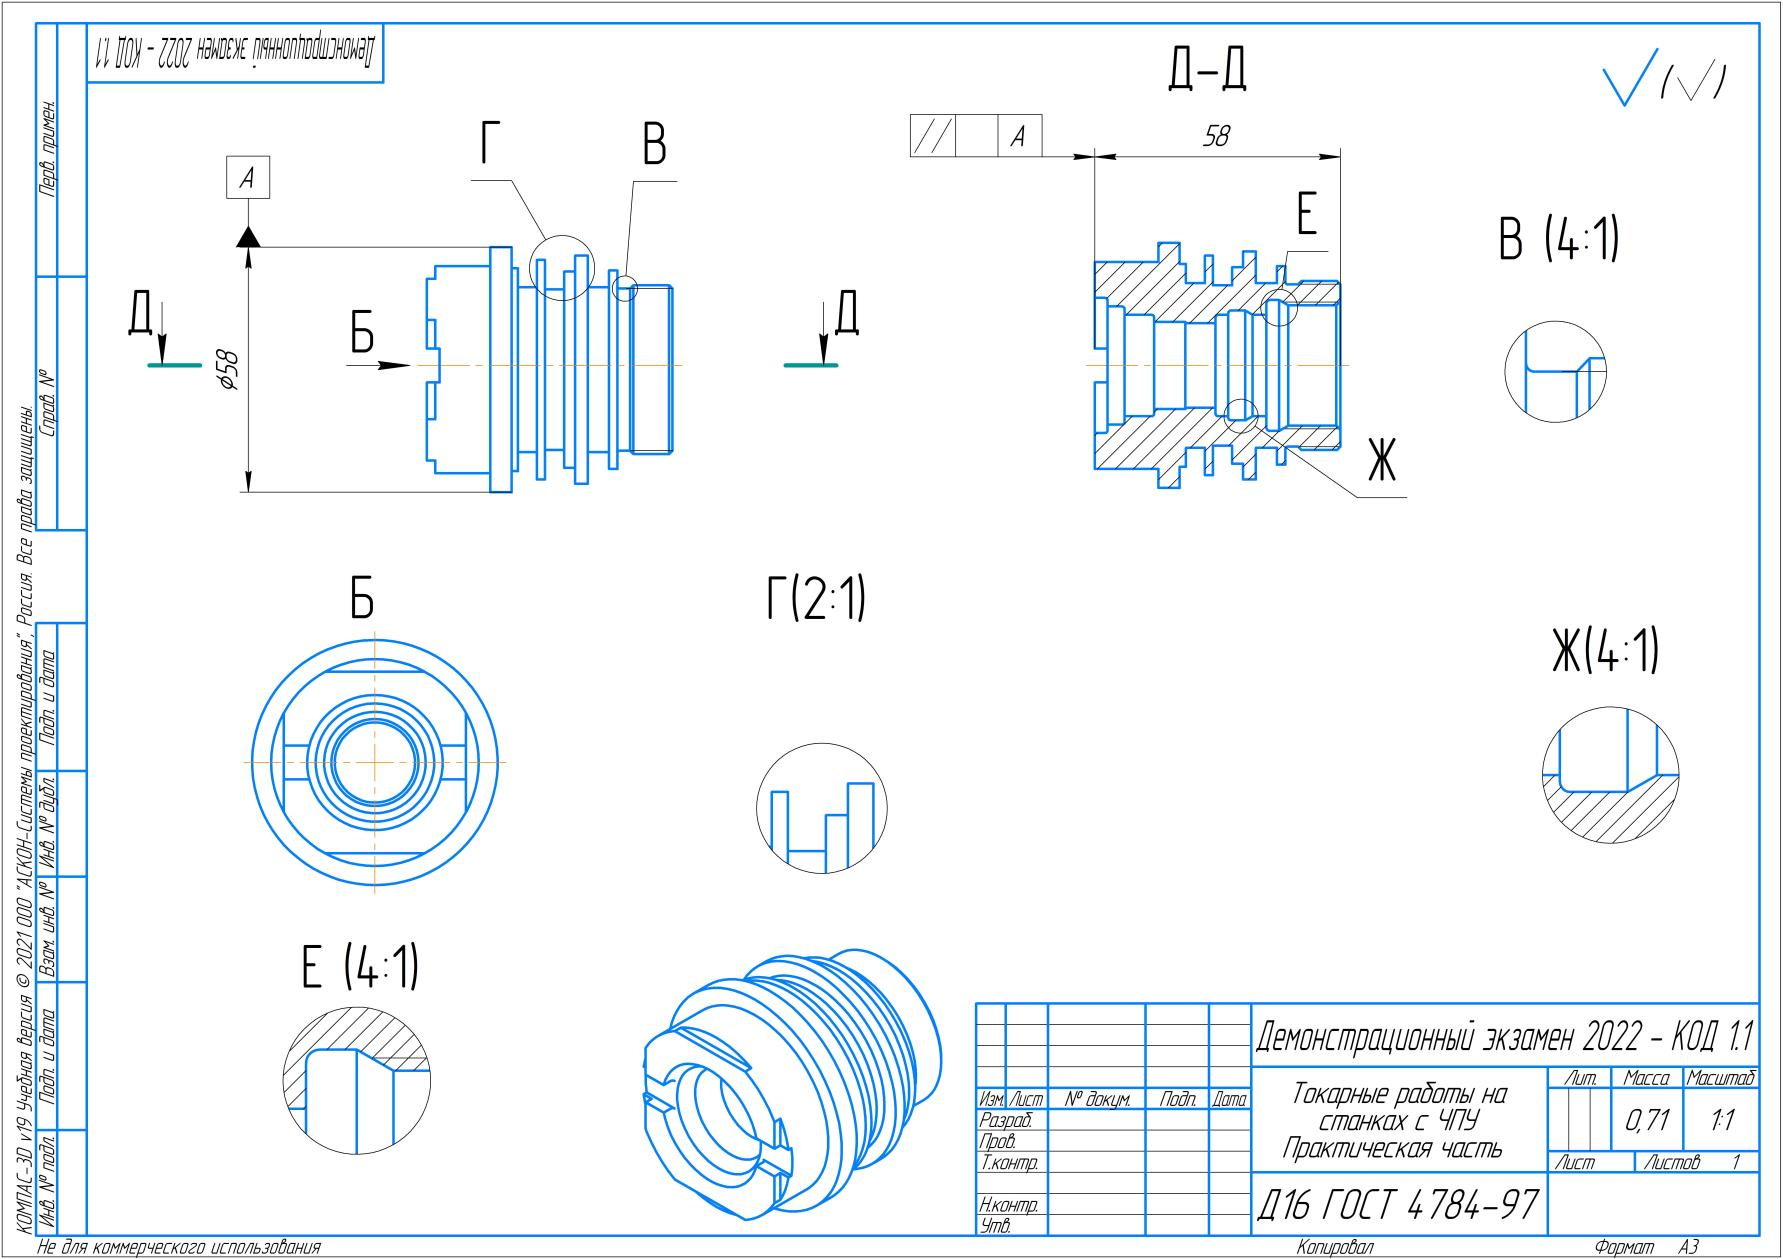 Демонстрационный экзамен 2022 - КОД 1.1
Перв. примен.
Справ. №
Подп. и дата
Инв. № дубл.
Взам. инв. №
Подп. и дата
Инв. № подл.
КОМПАС-3D v19 Учебная версия © 2021 ООО "АСКОН-Системы проектирования", Россия. Все права защищены.
А
Г
В
Д
Б
Д
⌀58
Д-Д
// А
58
Е
Ж
√(√)
В (4:1)
Б
Г(2:1)
Ж(4:1)
Е (4:1)
Демонстрационный экзамен 2022 - КОД 1.1
Изм. Лист № докум. Подп. Дата
Разраб.
Пров.
Т.контр.
Н.контр.
Утв.
Токарные работы на
станках с ЧПУ
Практическая часть
Лит. Масса Масштаб
0,71 1:1
Лист Листов 1
Д16 ГОСТ 4784-97
Не для коммерческого использования
Копировал
Формат А3